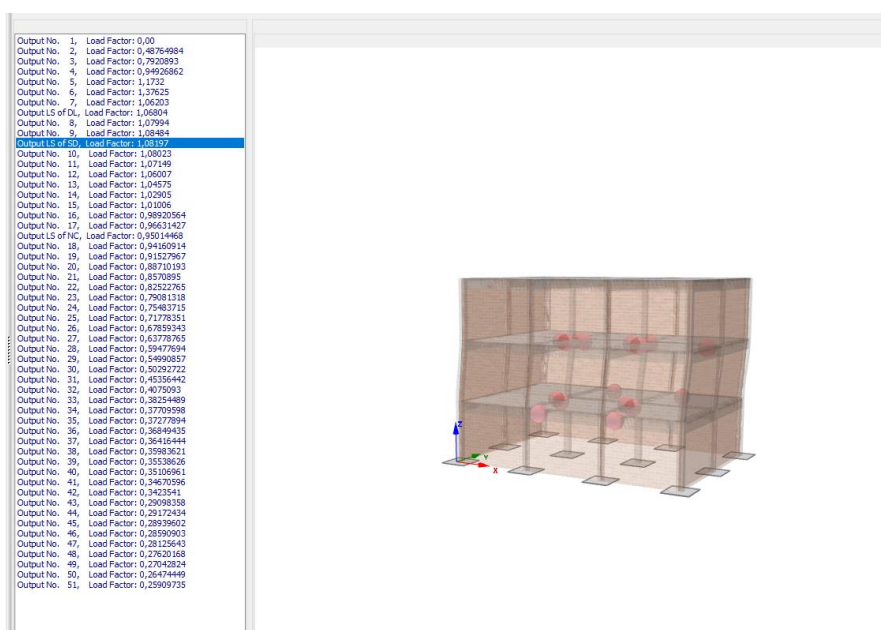 Output No. 1, Load Factor: 0,00
Output No. 2, Load Factor: 0,48764984
Output No. 3, Load Factor: 0,7920893
Output No. 4, Load Factor: 0,94926862
Output No. 5, Load Factor: 1,1732
Output No. 6, Load Factor: 1,37625
Output No. 7, Load Factor: 1,06203
Output LS of DL, Load Factor: 1,06804
Output No. 8, Load Factor: 1,07994
Output No. 9, Load Factor: 1,08484
Output LS of SD, Load Factor: 1,08197
Output No. 10, Load Factor: 1,08023
Output No. 11, Load Factor: 1,07149
Output No. 12, Load Factor: 1,06007
Output No. 13, Load Factor: 1,04575
Output No. 14, Load Factor: 1,02905
Output No. 15, Load Factor: 1,01006
Output No. 16, Load Factor: 0,98920564
Output No. 17, Load Factor: 0,96631427
Output LS of NC, Load Factor: 0,95014468
Output No. 18, Load Factor: 0,94160914
Output No. 19, Load Factor: 0,91527967
Output No. 20, Load Factor: 0,88710193
Output No. 21, Load Factor: 0,8570895
Output No. 22, Load Factor: 0,82522765
Output No. 23, Load Factor: 0,79081318
Output No. 24, Load Factor: 0,75483715
Output No. 25, Load Factor: 0,71778351
Output No. 26, Load Factor: 0,67859343
Output No. 27, Load Factor: 0,63778765
Output No. 28, Load Factor: 0,59477694
Output No. 29, Load Factor: 0,54990857
Output No. 30, Load Factor: 0,50292722
Output No. 31, Load Factor: 0,45356442
Output No. 32, Load Factor: 0,4075093
Output No. 33, Load Factor: 0,38254489
Output No. 34, Load Factor: 0,37709598
Output No. 35, Load Factor: 0,37277894
Output No. 36, Load Factor: 0,36849435
Output No. 37, Load Factor: 0,36416444
Output No. 38, Load Factor: 0,35983621
Output No. 39, Load Factor: 0,35538626
Output No. 40, Load Factor: 0,35106961
Output No. 41, Load Factor: 0,34670596
Output No. 42, Load Factor: 0,3423541
Output No. 43, Load Factor: 0,29098358
Output No. 44, Load Factor: 0,29172434
Output No. 45, Load Factor: 0,28939602
Output No. 46, Load Factor: 0,28590903
Output No. 47, Load Factor: 0,28125643
Output No. 48, Load Factor: 0,27620168
Output No. 49, Load Factor: 0,27042824
Output No. 50, Load Factor: 0,26474449
Output No. 51, Load Factor: 0,25909735
Z
Y
X